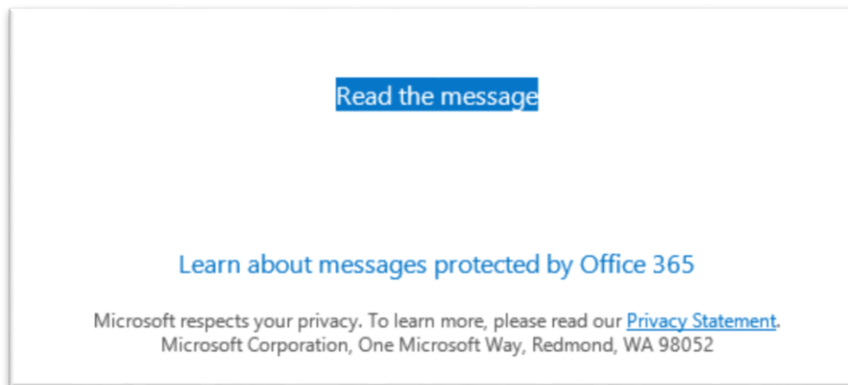 Read the message
Learn about messages protected by Office 365
Microsoft respects your privacy. To learn more, please read our Privacy Statement.
Microsoft Corporation, One Microsoft Way, Redmond, WA 98052